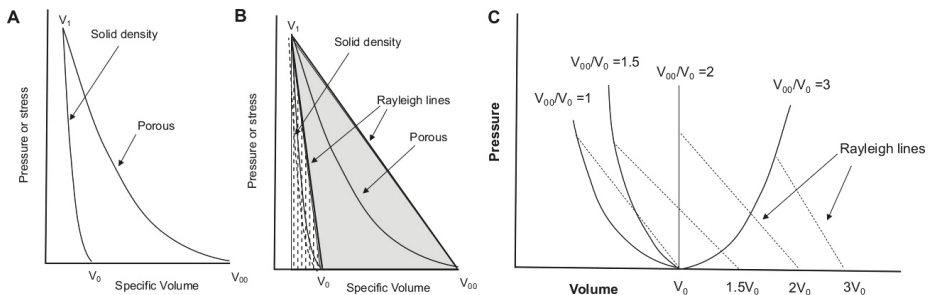 A
V₁
Solid density
Porous
Pressure or stress
V₀
Specific Volume
V₀₀
B
V₁
Solid density
Rayleigh lines
Porous
Pressure or stress
V₀
Specific Volume
V₀₀
C
V₀₀/V₀ =1.5
V₀₀/V₀ =2
V₀₀/V₀ =3
V₀₀/V₀ =1
Rayleigh lines
Pressure
Volume
V₀
1.5V₀
2V₀
3V₀